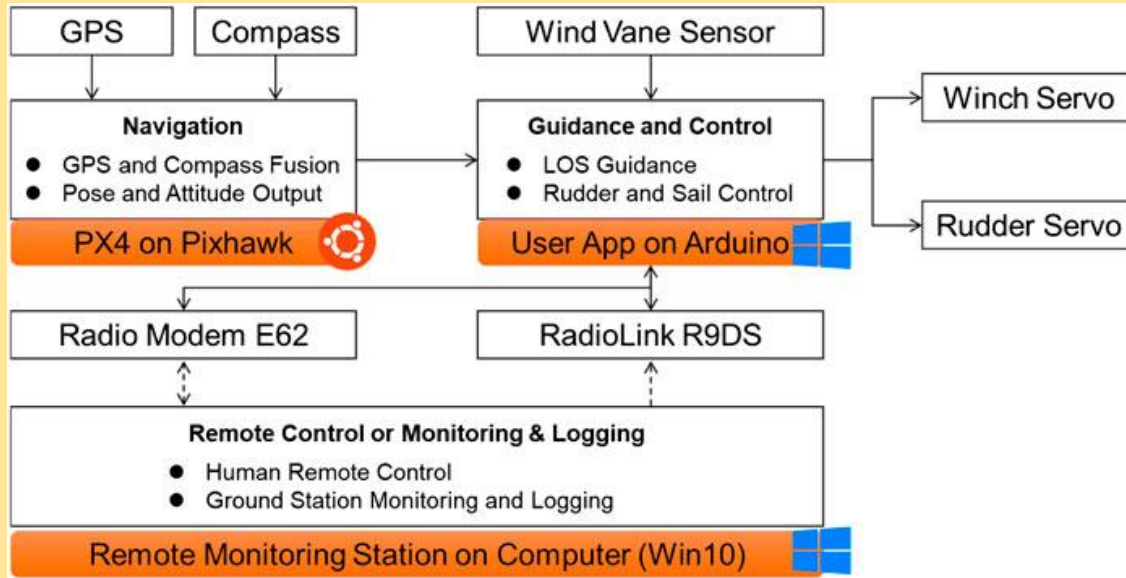 GPS
Compass
Wind Vane Sensor
Navigation
● GPS and Compass Fusion
● Pose and Attitude Output
PX4 on Pixhawk
Guidance and Control
● LOS Guidance
● Rudder and Sail Control
User App on Arduino
Winch Servo
Rudder Servo
Radio Modem E62
RadioLink R9DS
Remote Control or Monitoring & Logging
● Human Remote Control
● Ground Station Monitoring and Logging
Remote Monitoring Station on Computer (Win10)